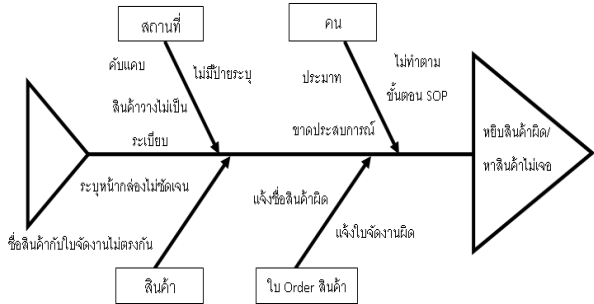 สถานที่
คน
คับแคบ
ไม่มีป้ายระบุ
สินค้าวางไม่เป็น
ระเบียบ
ประมาท
ไม่ทำตาม
ขั้นตอน SOP
ขาดประสบการณ์
หยิบสินค้าผิด/
หาสินค้าไม่เจอ
ระบุหน้ากล่องไม่ชัดเจน
ชื่อสินค้ากับใบจัดงานไม่ตรงกัน
แจ้งชื่อสินค้าผิด
แจ้งใบจัดงานผิด
สินค้า
ใบ Order สินค้า